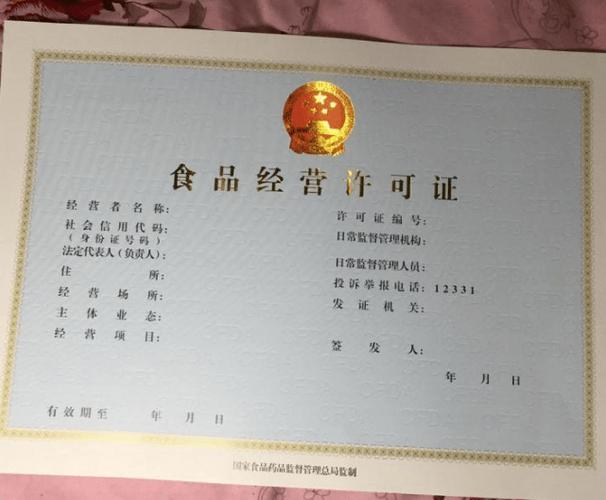 食品经营许可证
经营者名称：
社会信用代码：
（身份证号码）
法定代表人（负责人）：
住所：
经营场所：
主体业态：
经营项目：
许可证编号：
日常监督管理机构：
日常监督管理人员：
投诉举报电话：12331
发证机关：
签发人：
年 月 日
有效期至 年 月 日
国家食品药品监督管理总局监制